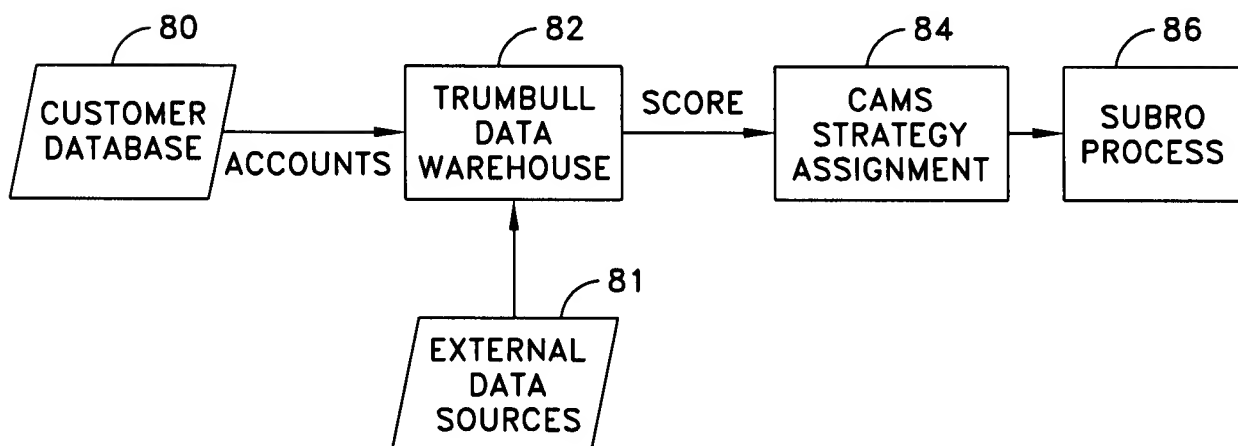 80
CUSTOMER
DATABASE
ACCOUNTS
82
TRUMBULL
DATA
WAREHOUSE
SCORE
84
CAMS
STRATEGY
ASSIGNMENT
86
SUBRO
PROCESS
81
EXTERNAL
DATA
SOURCES